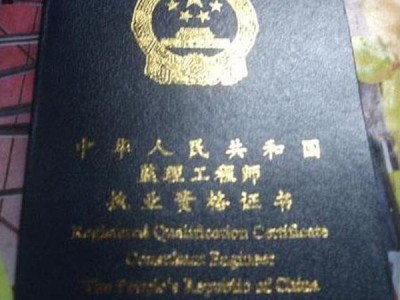 中华人民共和国
监理工程师
执业资格证书
Registered Qualification Certificate
Consultant Engineer
The People's Republic of China